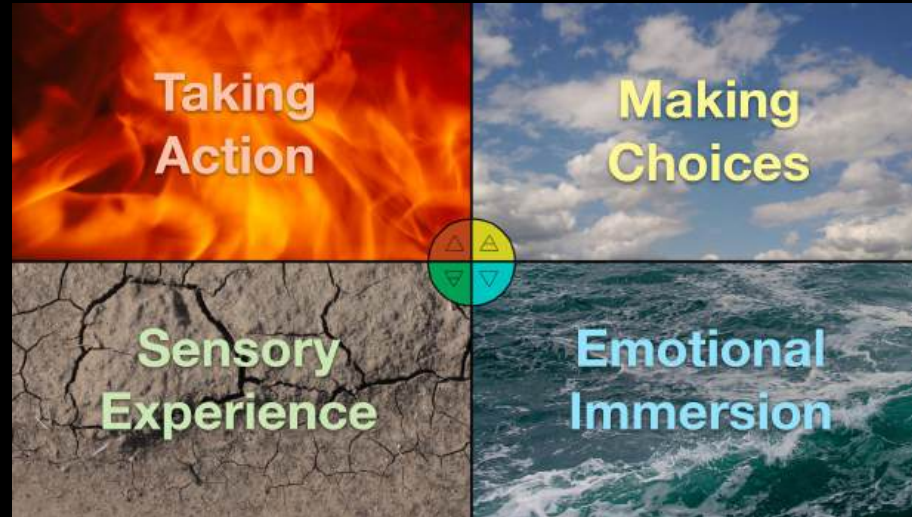 Taking
Action
Making
Choices
Sensory
Experience
Emotional
Immersion